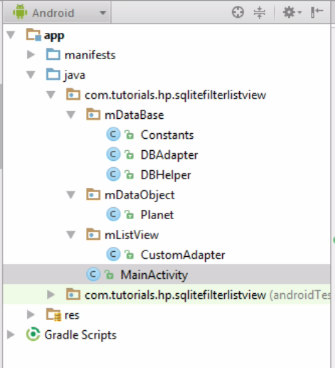 Android
app
manifests
java
com.tutorials.hp.sqlitefilterlistview
mDataBase
Constants
DBAdapter
DBHelper
mDataObject
Planet
mListView
CustomAdapter
MainActivity
com.tutorials.hp.sqlitefilterlistview (androidTes
res
Gradle Scripts